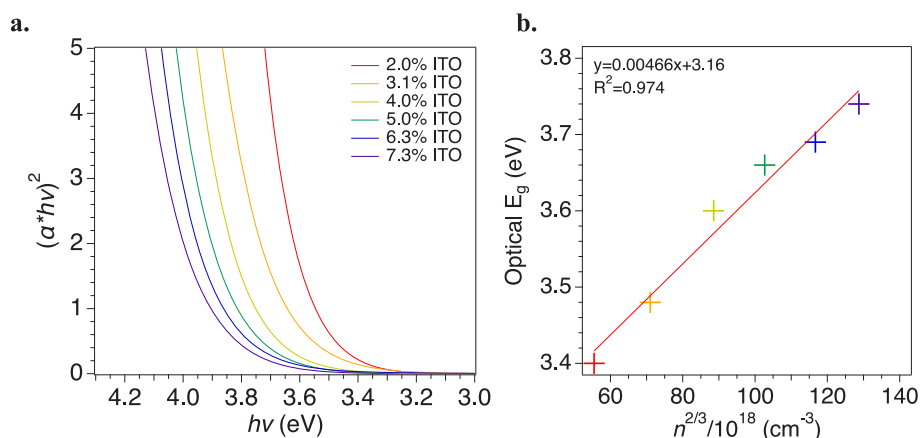 a.
5
4
3
2
1
0
(α*hν)²
4.2 4.0 3.8 3.6 3.4 3.2 3.0
hν (eV)
2.0% ITO
3.1% ITO
4.0% ITO
5.0% ITO
6.3% ITO
7.3% ITO
b.
3.8
3.7
3.6
3.5
3.4
Optical E_g (eV)
y=0.00466x+3.16
R²=0.974
60 80 100 120 140
n^{2/3}/10^{18} (cm⁻³)